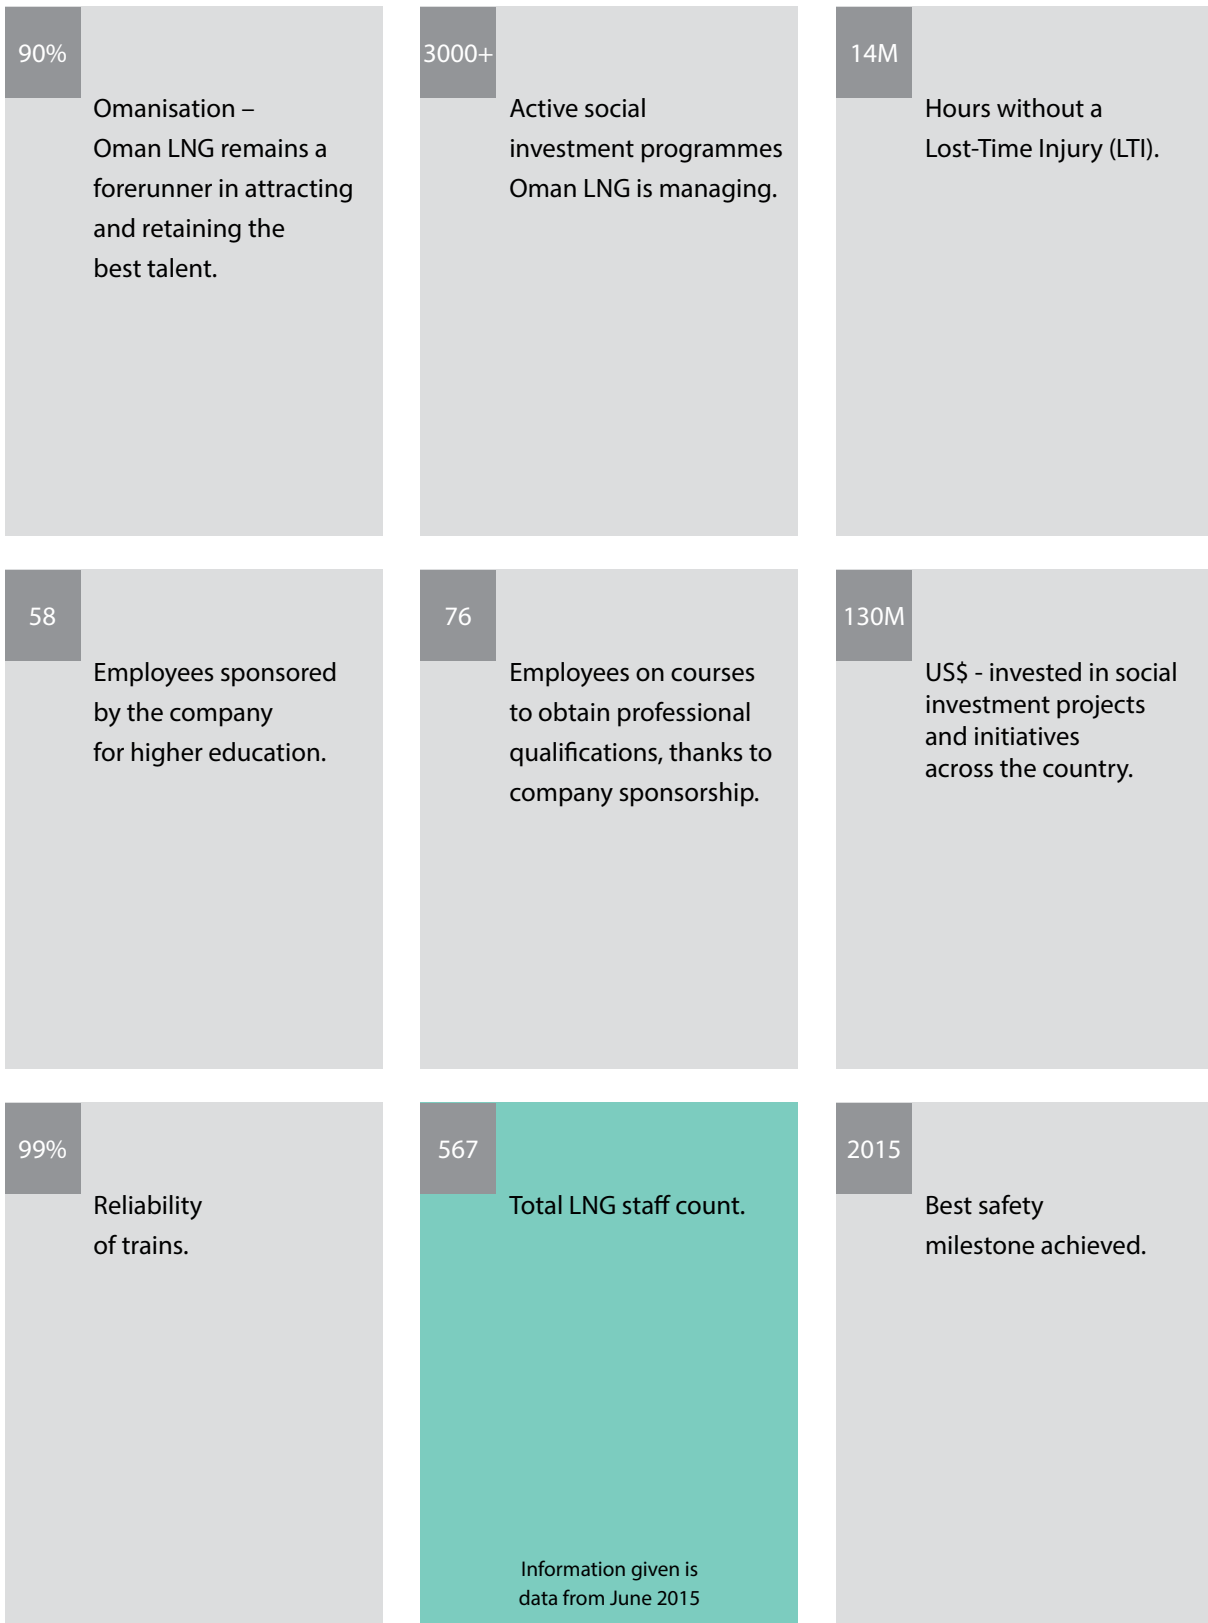 90%
Omanisation –
Oman LNG remains a
forerunner in attracting
and retaining the
best talent.
3000+
Active social
investment programmes
Oman LNG is managing.
14M
Hours without a
Lost-Time Injury (LTI).
58
Employees sponsored
by the company
for higher education.
76
Employees on courses
to obtain professional
qualifications, thanks to
company sponsorship.
130M
US$ - invested in social
investment projects
and initiatives
across the country.
99%
Reliability
of trains.
567
Total LNG staff count.
Information given is
data from June 2015
2015
Best safety
milestone achieved.